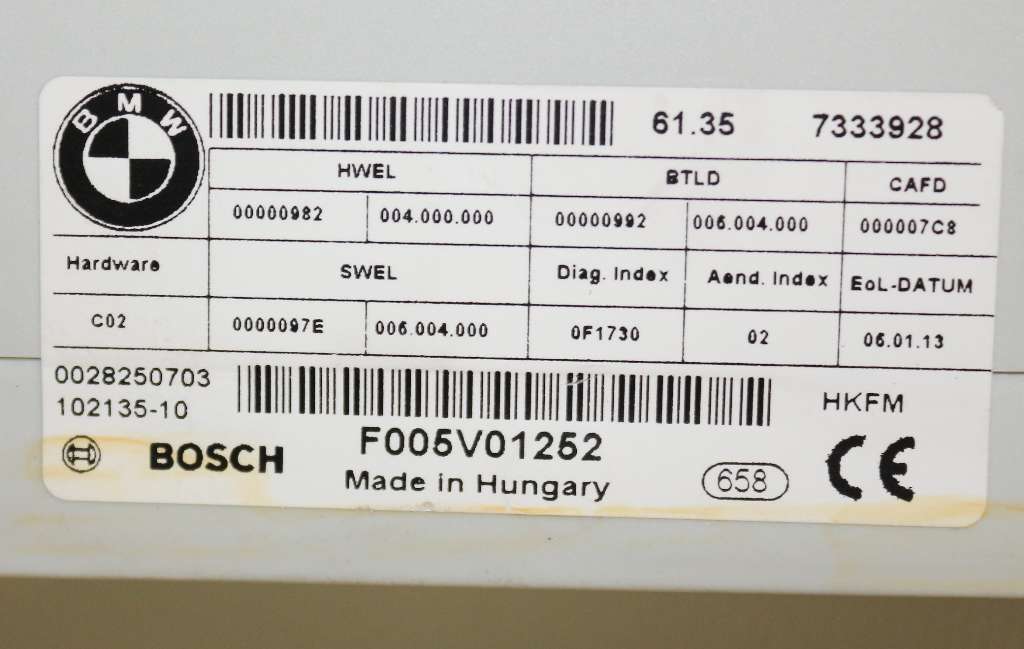 BMW
61.35 7333928
HWEL BTLD CAFD
00000982 004.000.000 00000992 006.004.000 000007C8
Hardware SWEL Diag. Index Aend. Index EoL-DATUM
C02 0000097E 006.004.000 0F1730 02 06.01.13
0028250703
102135-10
HKFM
F005V01252
BOSCH
Made in Hungary
658
CE